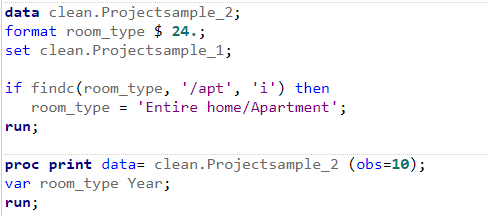 data clean.Projectsample_2;
format room_type $ 24.;
set clean.Projectsample_1;
if findc(room_type, '/apt', 'i') then
room_type = 'Entire home/Apartment';
run;
proc print data= clean.Projectsample_2 (obs=10);
var room_type Year;
run;